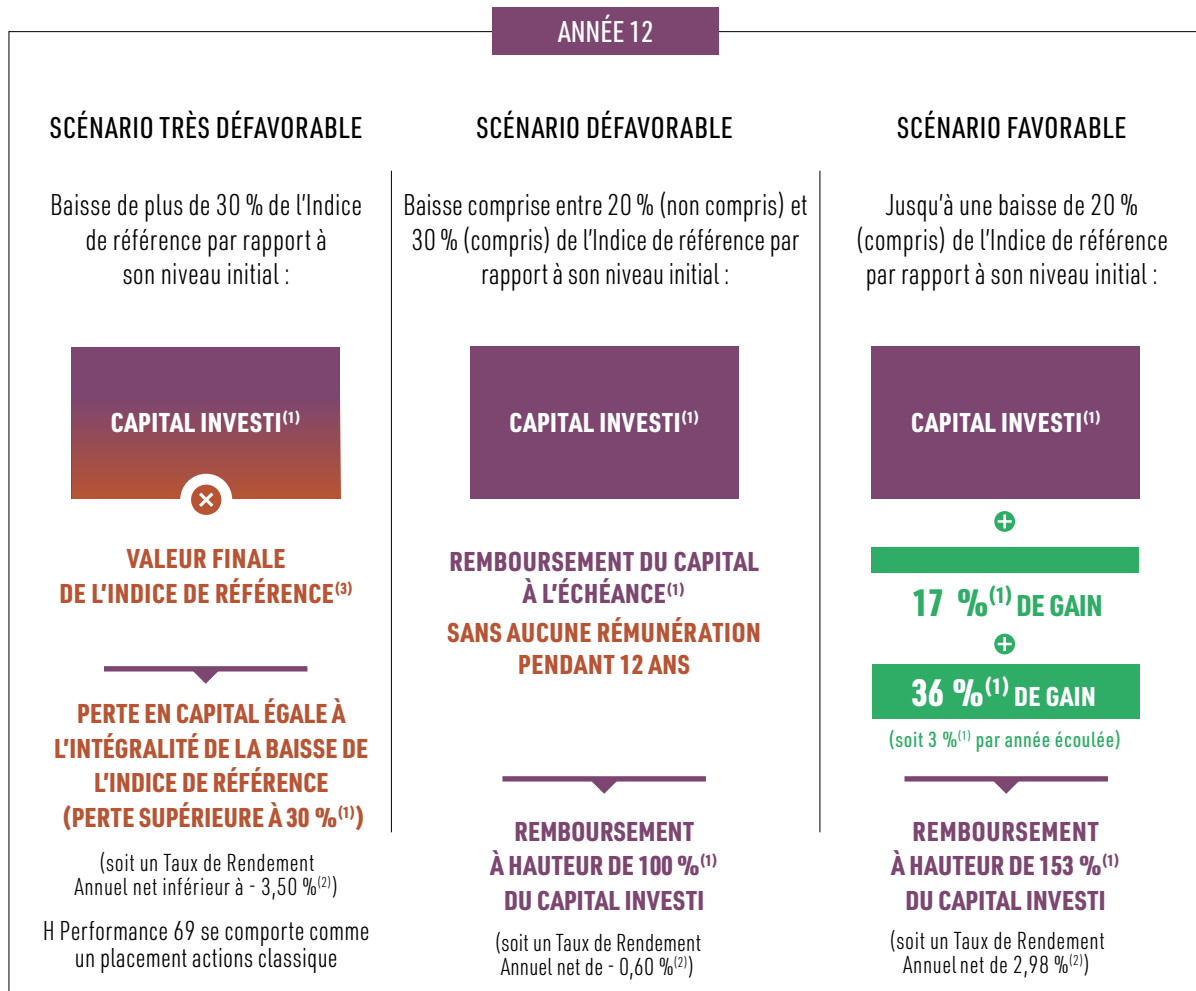 ANNÉE 12
SCÉNARIO TRÈS DÉFAVORABLE
Baisse de plus de 30 % de l’Indice
de référence par rapport à
son niveau initial :
CAPITAL INVESTI(1)
VALEUR FINALE
DE L’INDICE DE RÉFÉRENCE(3)
PERTE EN CAPITAL ÉGALE À
L’INTÉGRALITÉ DE LA BAISSE DE
L’INDICE DE RÉFÉRENCE
(PERTE SUPÉRIEURE À 30 %(1))
(soit un Taux de Rendement
Annuel net inférieur à - 3,50 %(2))
H Performance 69 se comporte comme
un placement actions classique
SCÉNARIO DÉFAVORABLE
Baisse comprise entre 20 % (non compris) et
30 % (compris) de l’Indice de référence par
rapport à son niveau initial :
CAPITAL INVESTI(1)
REMBOURSEMENT DU CAPITAL
À L’ÉCHÉANCE(1)
SANS AUCUNE RÉMUNÉRATION
PENDANT 12 ANS
REMBOURSEMENT
À HAUTEUR DE 100 %(1)
DU CAPITAL INVESTI
(soit un Taux de Rendement
Annuel net de - 0,60 %(2))
SCÉNARIO FAVORABLE
Jusqu’à une baisse de 20 %
(compris) de l’Indice de référence
par rapport à son niveau initial :
CAPITAL INVESTI(1)
+
17 %(1) DE GAIN
+
36 %(1) DE GAIN
(soit 3 %(1) par année écoulée)
REMBOURSEMENT
À HAUTEUR DE 153 %(1)
DU CAPITAL INVESTI
(soit un Taux de Rendement
Annuel net de 2,98 %(2))